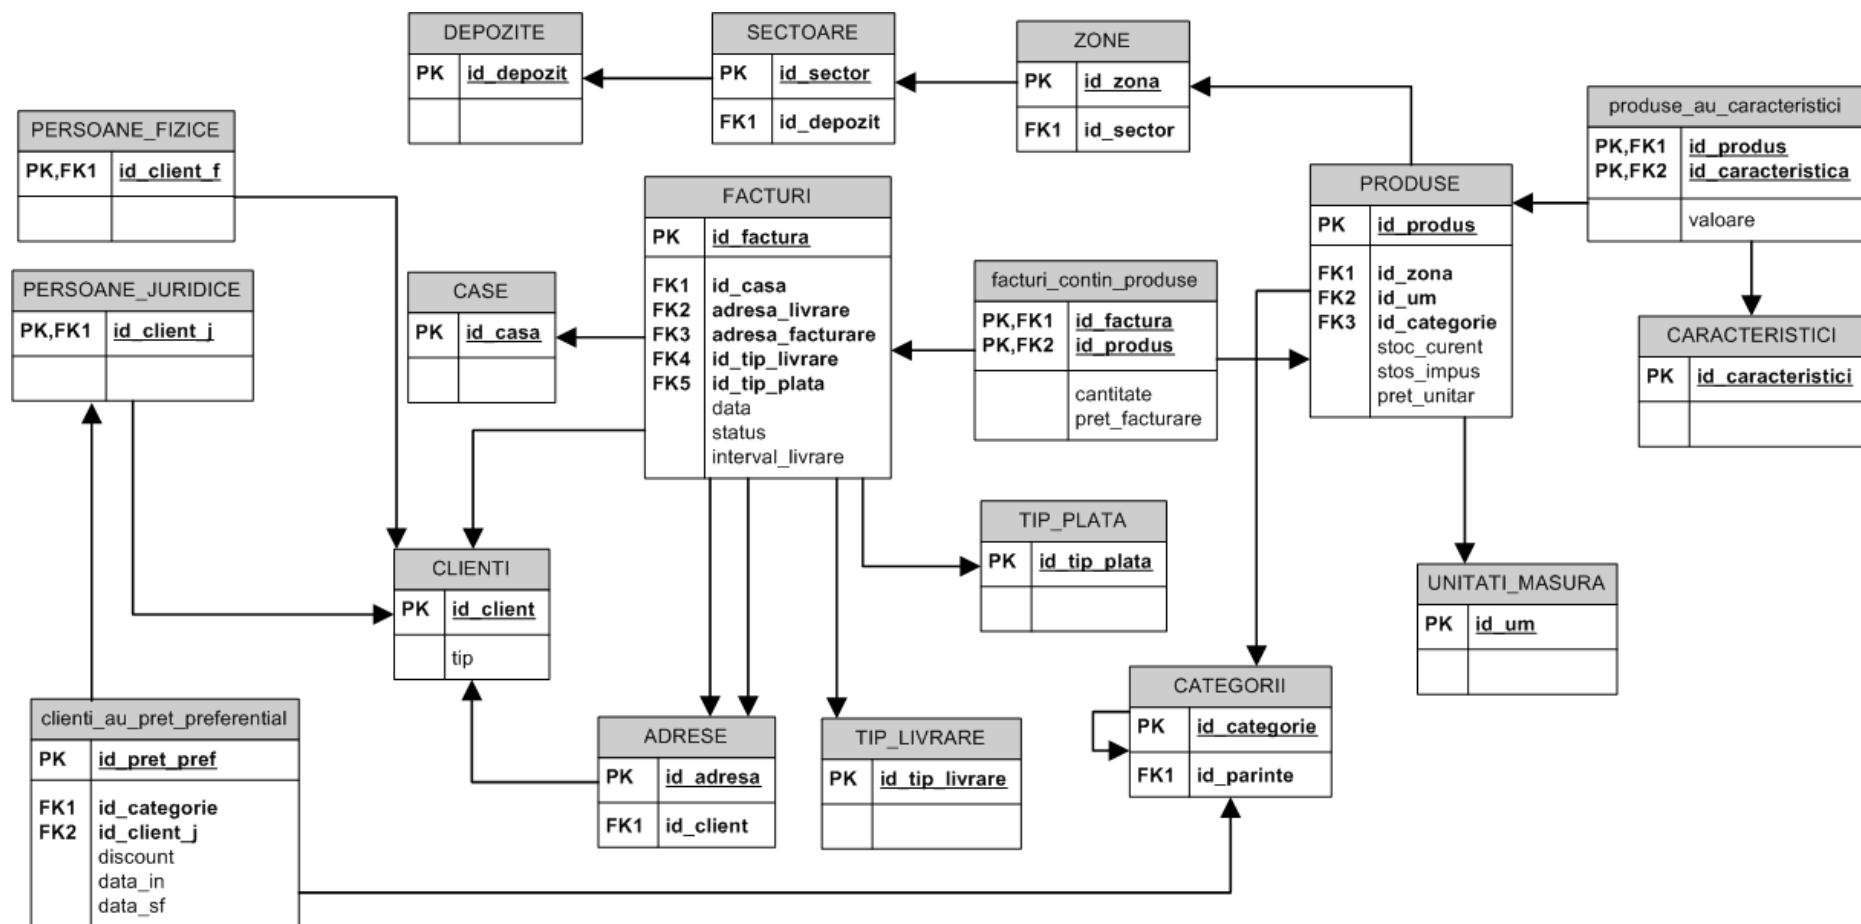 DEPOZITE
PK id_depozit
SECTOARE
PK id_sector
FK1 id_depozit
ZONE
PK id_zona
FK1 id_sector
produse_au_caracteristici
PK,FK1 id_produs
PK,FK2 id_caracteristica
valoare
PERSOANE_FIZICE
PK,FK1 id_client_f
FACTURI
PK id_factura
FK1 id_casa
FK2 adresa_livrare
FK3 adresa_facturare
FK4 id_tip_livrare
FK5 id_tip_plata
data
status
interval_livrare
PRODUSE
PK id_produs
FK1 id_zona
FK2 id_um
FK3 id_categorie
stoc_curent
stos_impus
pret_unitar
PERSOANE_JURIDICE
PK,FK1 id_client_j
CASE
PK id_casa
facturi_contin_produse
PK,FK1 id_factura
PK,FK2 id_produs
cantitate
pret_facturare
CARACTERISTICI
PK id_caracteristici
CLIENTI
PK id_client
tip
TIP_PLATA
PK id_tip_plata
UNITATI_MASURA
PK id_um
clienti_au_pret_preferential
PK id_pret_pref
FK1 id_categorie
FK2 id_client_j
discount
data_in
data_sf
ADRESE
PK id_adresa
FK1 id_client
TIP_LIVRARE
PK id_tip_livrare
CATEGORII
PK id_categorie
FK1 id_parinte